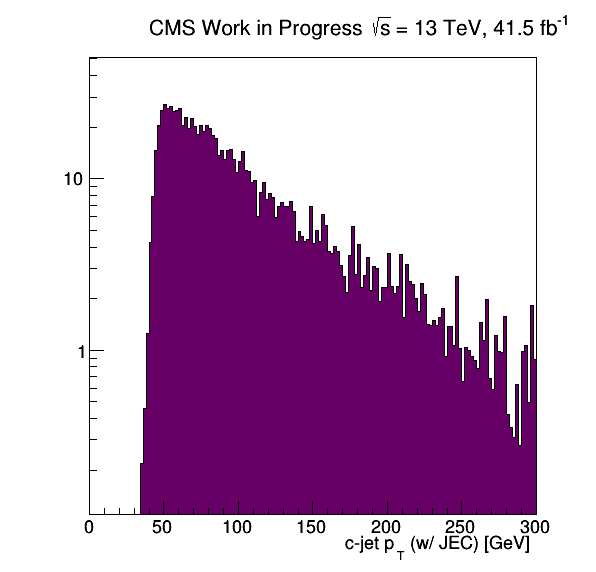 CMS Work in Progress √s = 13 TeV, 41.5 fb⁻¹
10
1
0 50 100 150 200 250 300
c-jet p_T (w/ JEC) [GeV]